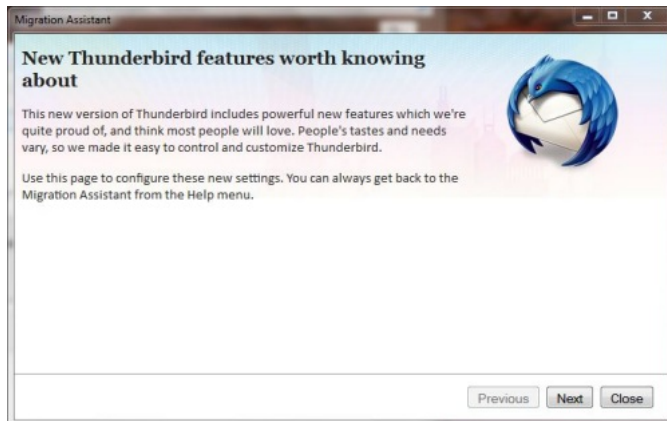 Migration Assistant
New Thunderbird features worth knowing
about
This new version of Thunderbird includes powerful new features which we're
quite proud of, and think most people will love. People's tastes and needs
vary, so we made it easy to control and customize Thunderbird.
Use this page to configure these new settings. You can always get back to the
Migration Assistant from the Help menu.
Previous Next Close